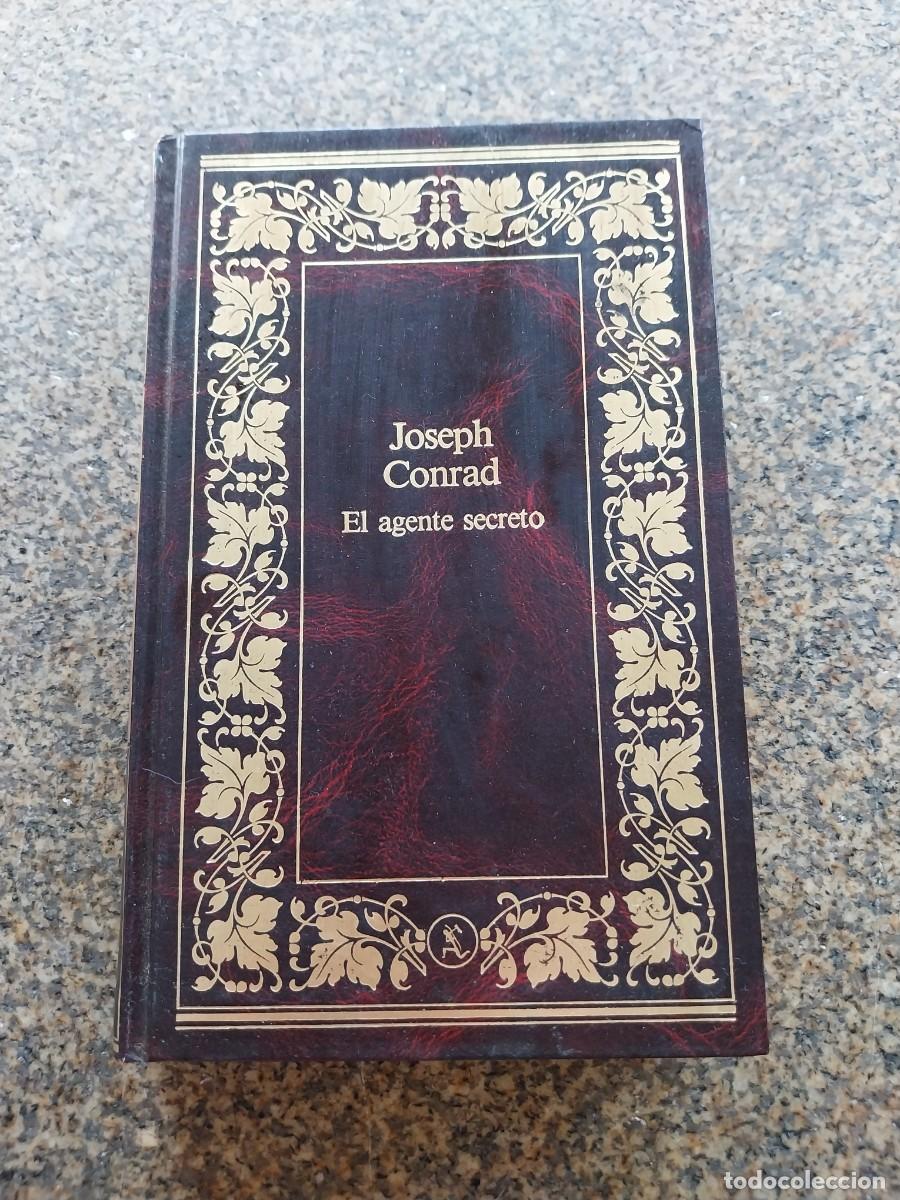 Joseph
Conrad
El agente secreto
todocoleccion